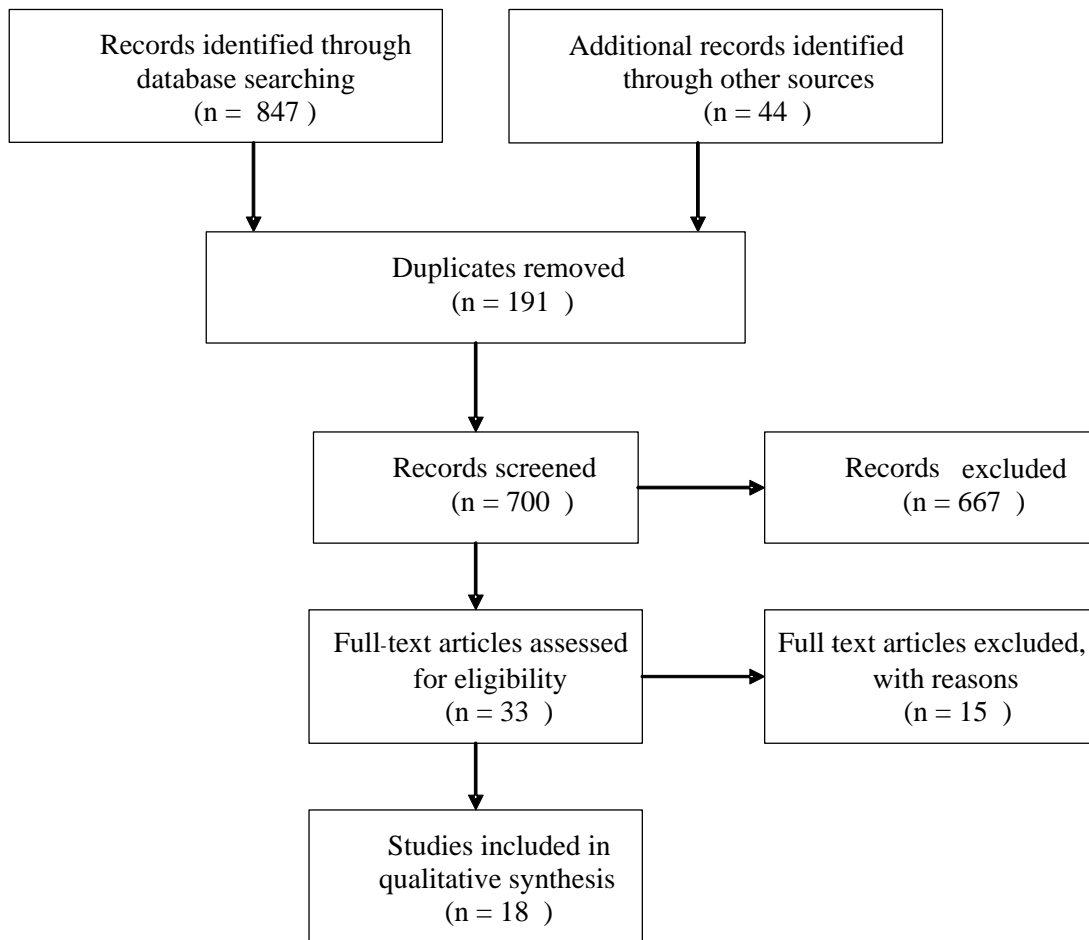 Records identified through
database searching
(n = 847 )
Additional records identified
through other sources
(n = 44 )
Duplicates removed
(n = 191 )
Records screened
(n = 700 )
Records excluded
(n = 667 )
Full-text articles assessed
for eligibility
(n = 33 )
Full text articles excluded,
with reasons
(n = 15 )
Studies included in
qualitative synthesis
(n = 18 )